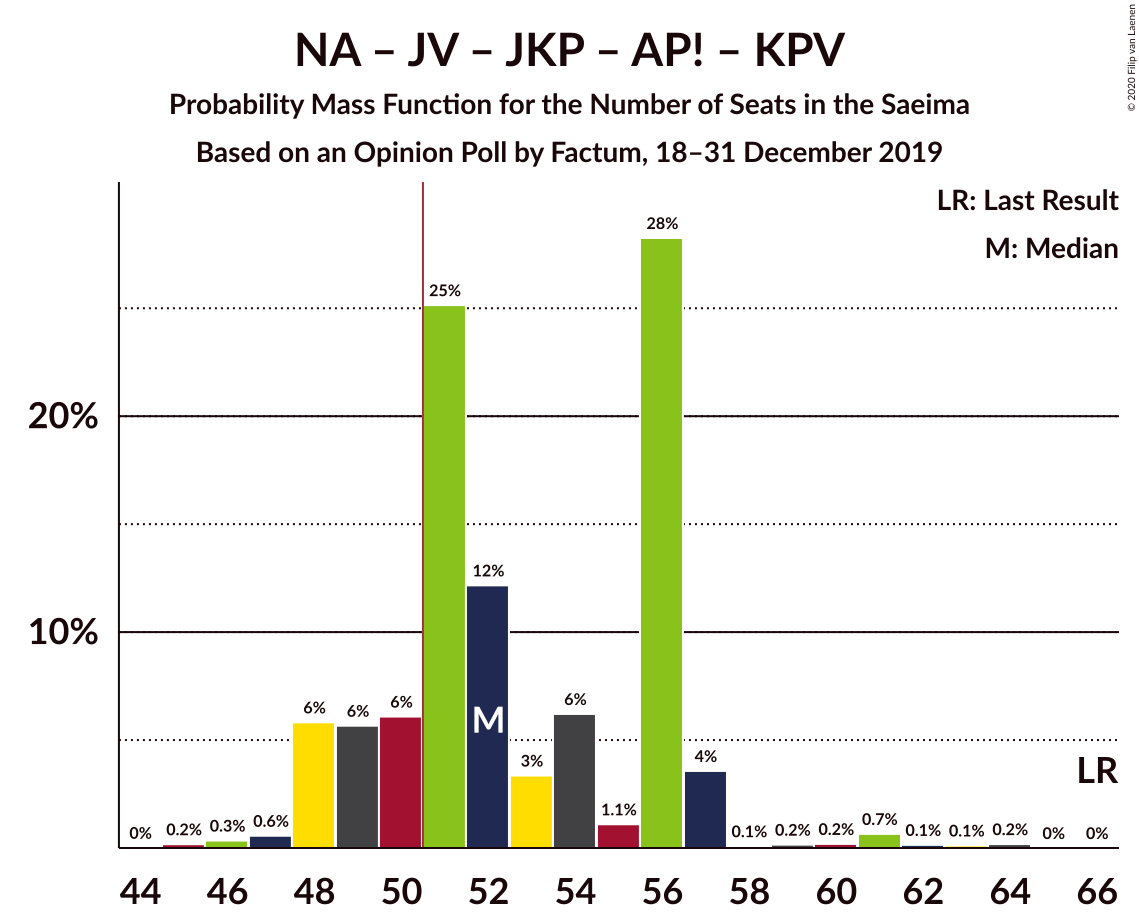 NA – JV – JKP – AP! – KPV
Probability Mass Function for the Number of Seats in the Saeima
Based on an Opinion Poll by Factum, 18–31 December 2019
© 2020 Filip van Laenen
LR: Last Result
M: Median
20%
10%
0%
0.2%
0.3%
0.6%
6%
6%
6%
25%
12%
3%
6%
1.1%
28%
4%
0.1%
0.2%
0.2%
0.7%
0.1%
0.1%
0.2%
0%
0%
M
LR
44 46 48 50 52 54 56 58 60 62 64 66